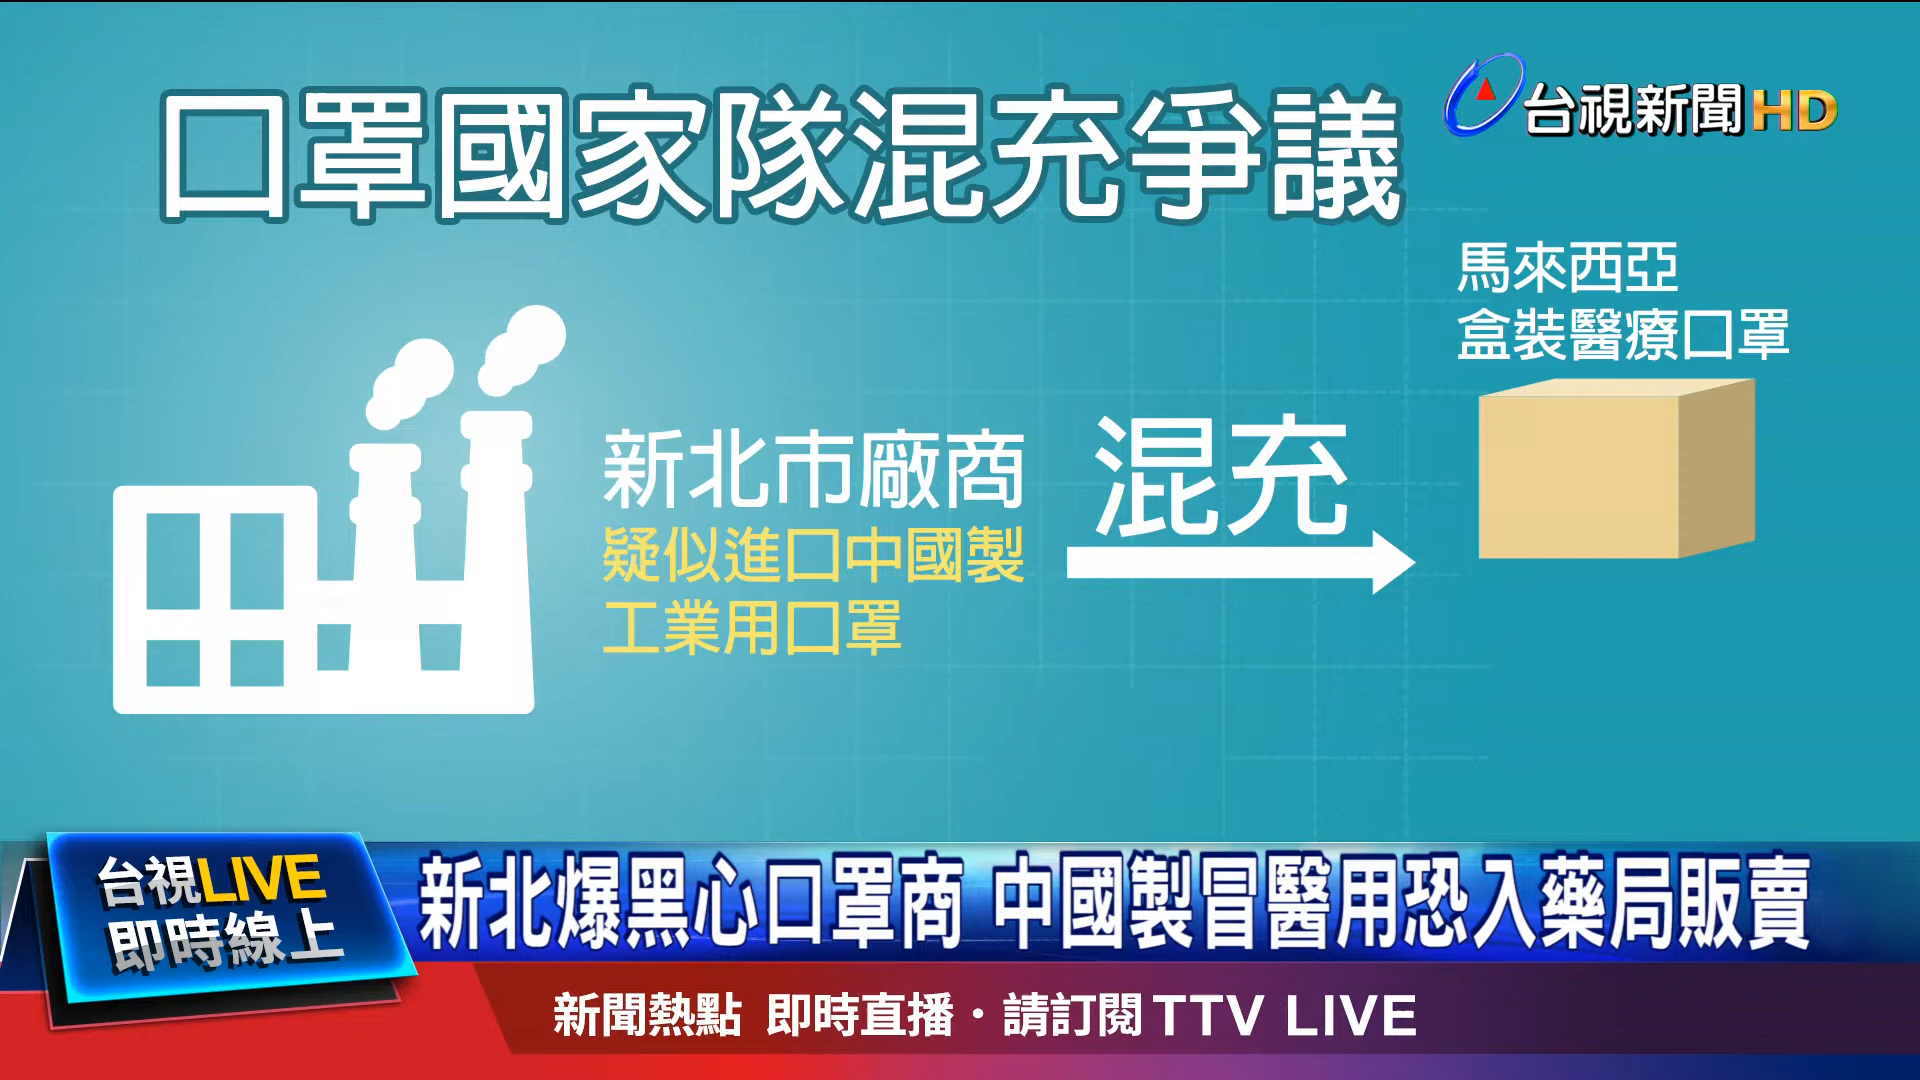 口罩國家隊混充爭議
台視新聞HD
馬來西亞
盒裝醫療口罩
新北市廠商
疑似進口中國製
工業用口罩
混充
台視LIVE
即時線上
新北爆黑心口罩商 中國製冒醫用恐入藥局販賣
新聞熱點 即時直播・請訂閱TTV LIVE